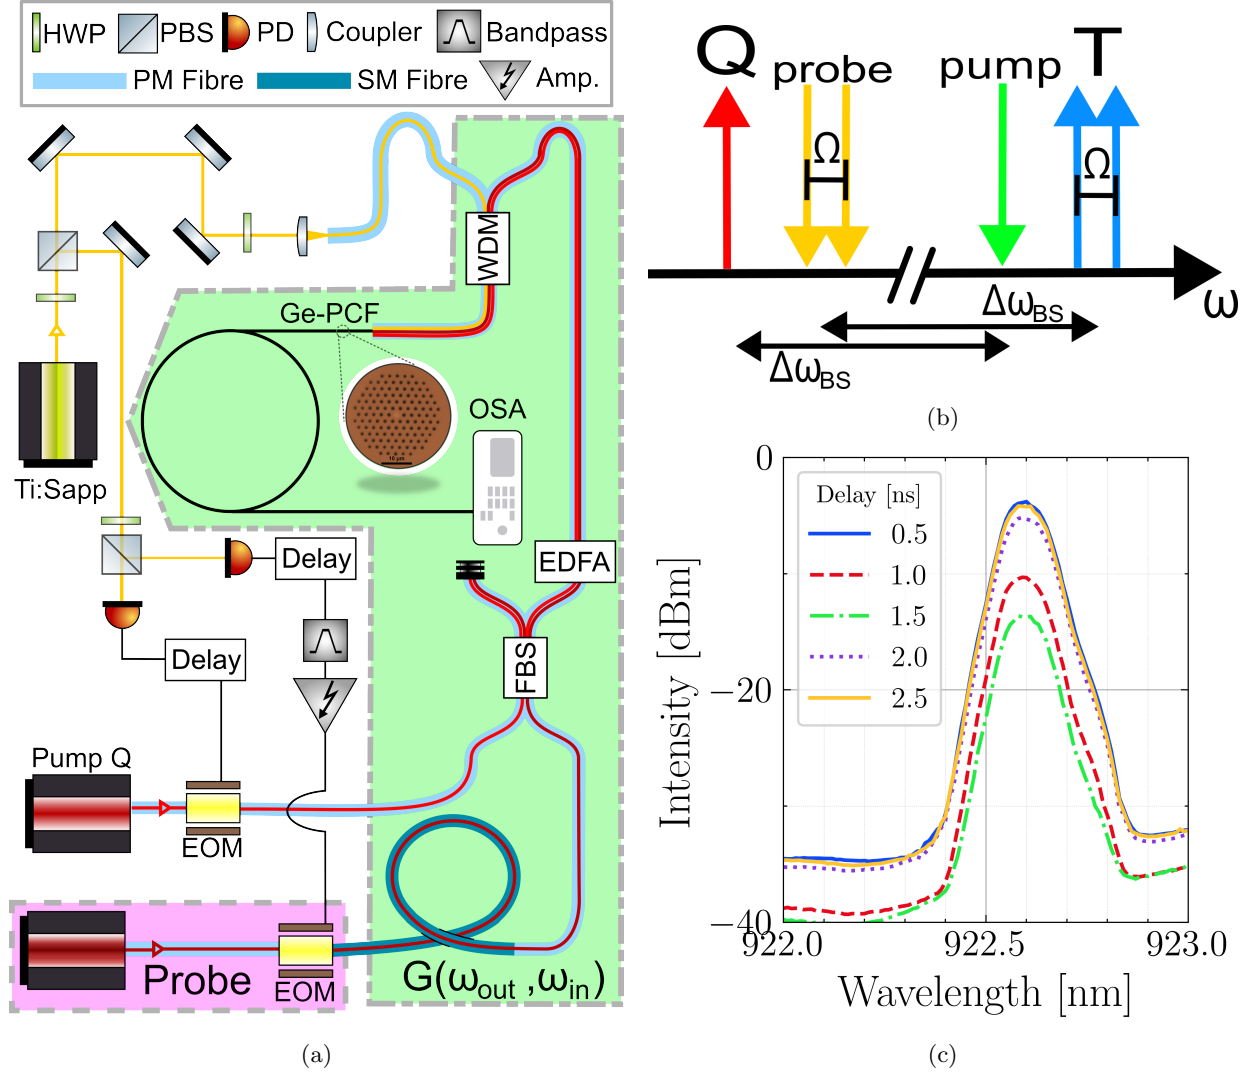 HWP PBS PD Coupler Bandpass
PM Fibre SM Fibre Amp.
WDM
Ge-PCF
10 μm
OSA
Ti:Sapp
Delay
EDFA
Delay
FBS
Pump Q
EOM
Probe
EOM
G(ωout ,ωin)
(a)
Q probe pump T
Ω
Ω
ω
ΔωBS
ΔωBS
(b)
Intensity [dBm]
0
−20
−40
Delay [ns]
0.5
1.0
1.5
2.0
2.5
922.0 922.5 923.0
Wavelength [nm]
(c)